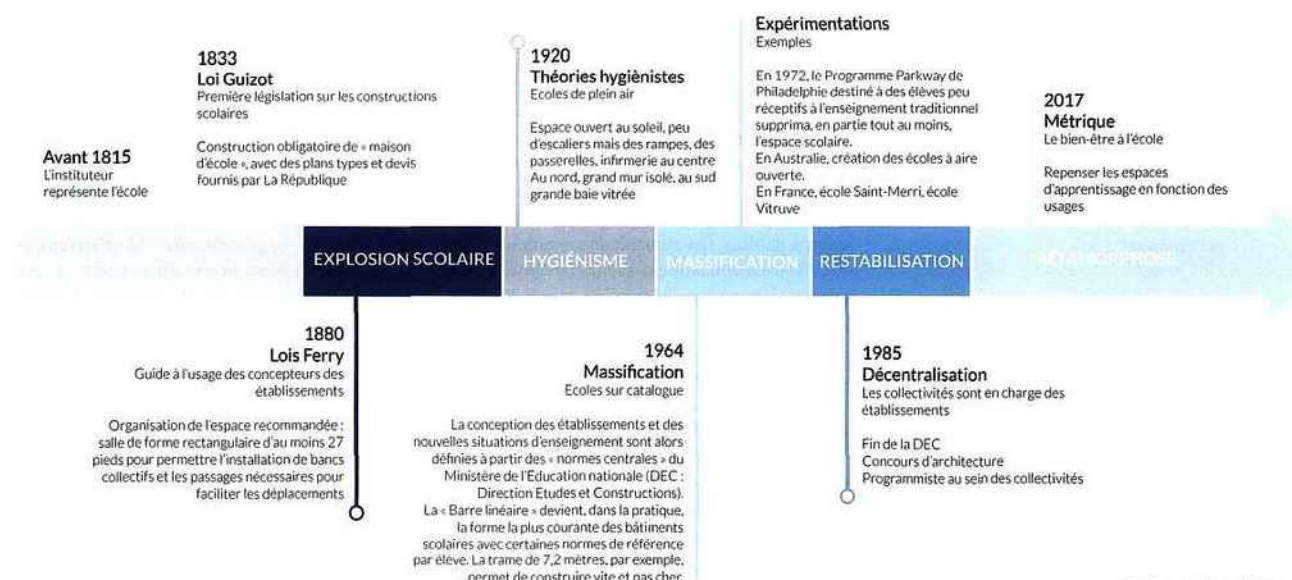 Avant 1815
L'instituteur
représente l'école
1833
Loi Guizot
Première législation sur les constructions
scolaires
Construction obligatoire de « maison
d'école », avec des plans types et devis
fournis par La République
1920
Théories hygiènistes
Ecoles de plein air
Espace ouvert au soleil, peu
d'escaliers mais des rampes, des
passerelles, infirmerie au centre
Au nord, grand mur isolé, au sud
grande baie vitrée
Expérimentations
Exemples
En 1972, le Programme Parkway de
Philadelphie destiné à des élèves peu
réceptifs à l'enseignement traditionnel
supprima, en partie tout au moins,
l'espace scolaire.
En Australie, création des écoles à aire
ouverte.
En France, école Saint-Merri, école
Vitruve
2017
Métrique
Le bien-être à l'école
Repenser les espaces
d'apprentissage en fonction des
usages
EXPLOSION SCOLAIRE
HYGIÉNISME
MASSIFICATION
RESTABILISATION
MÉTAMORPHOSE
1880
Lois Ferry
Guide à l'usage des concepteurs des
établissements
Organisation de l'espace recommandée :
salle de forme rectangulaire d'au moins 27
pieds pour permettre l'installation de bancs
collectifs et les passages nécessaires pour
faciliter les déplacements
1964
Massification
Ecoles sur catalogue
La conception des établissements et des
nouvelles situations d'enseignement sont alors
définies à partir des « normes centrales » du
Ministère de l'Education nationale (DEC :
Direction Etudes et Constructions).
La « Barre linéaire » devient, dans la pratique,
la forme la plus courante des bâtiments
scolaires avec certaines normes de référence
par élève. La trame de 7,2 mètres, par exemple,
permet de construire vite et pas cher.
1985
Décentralisation
Les collectivités sont en charge des
établissements
Fin de la DEC
Concours d'architecture
Programmiste au sein des collectivités